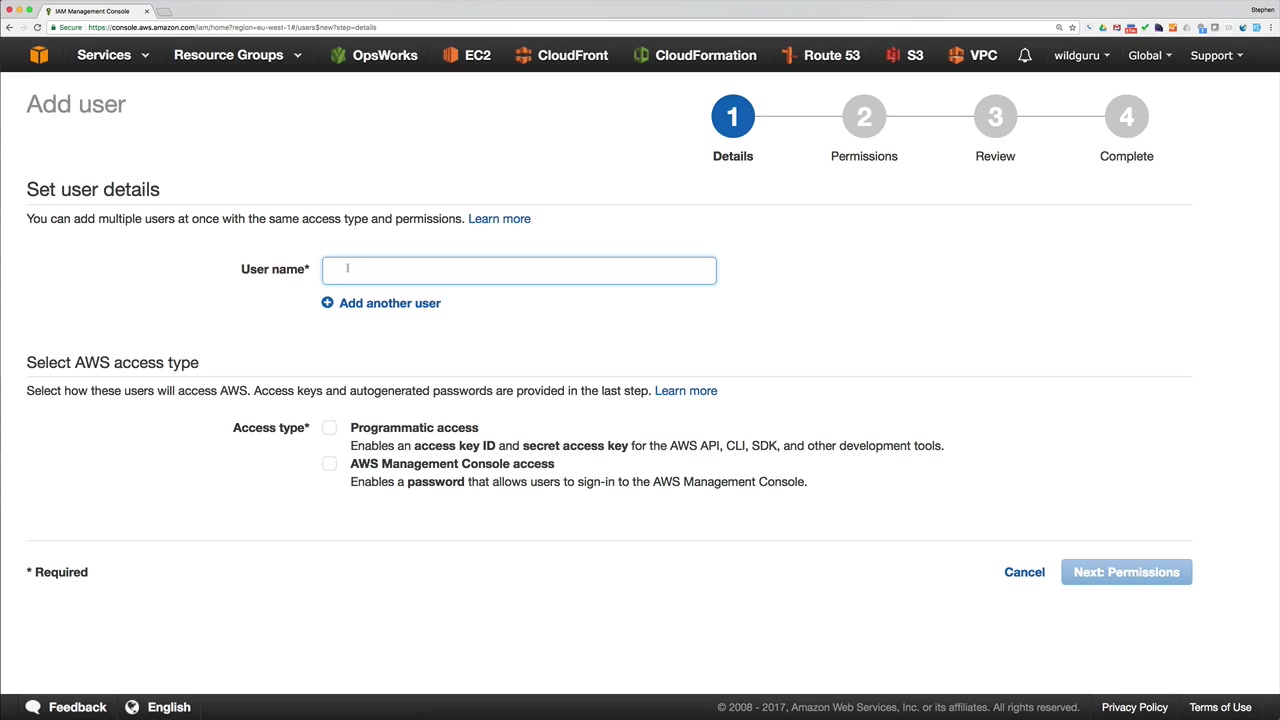 IAM Management Console
Stephen
Secure https://console.aws.amazon.com/iam/home?region=eu-west-1#/users$new?step=details
Services Resource Groups OpsWorks EC2 CloudFront CloudFormation Route 53 S3 VPC wildguru Global Support
Add user
1 2 3 4
Details Permissions Review Complete
Set user details
You can add multiple users at once with the same access type and permissions. Learn more
User name*
Add another user
Select AWS access type
Select how these users will access AWS. Access keys and autogenerated passwords are provided in the last step. Learn more
Access type* Programmatic access
Enables an access key ID and secret access key for the AWS API, CLI, SDK, and other development tools.
AWS Management Console access
Enables a password that allows users to sign-in to the AWS Management Console.
* Required Cancel Next: Permissions
Feedback English © 2008 - 2017, Amazon Web Services, Inc. or its affiliates. All rights reserved. Privacy Policy Terms of Use